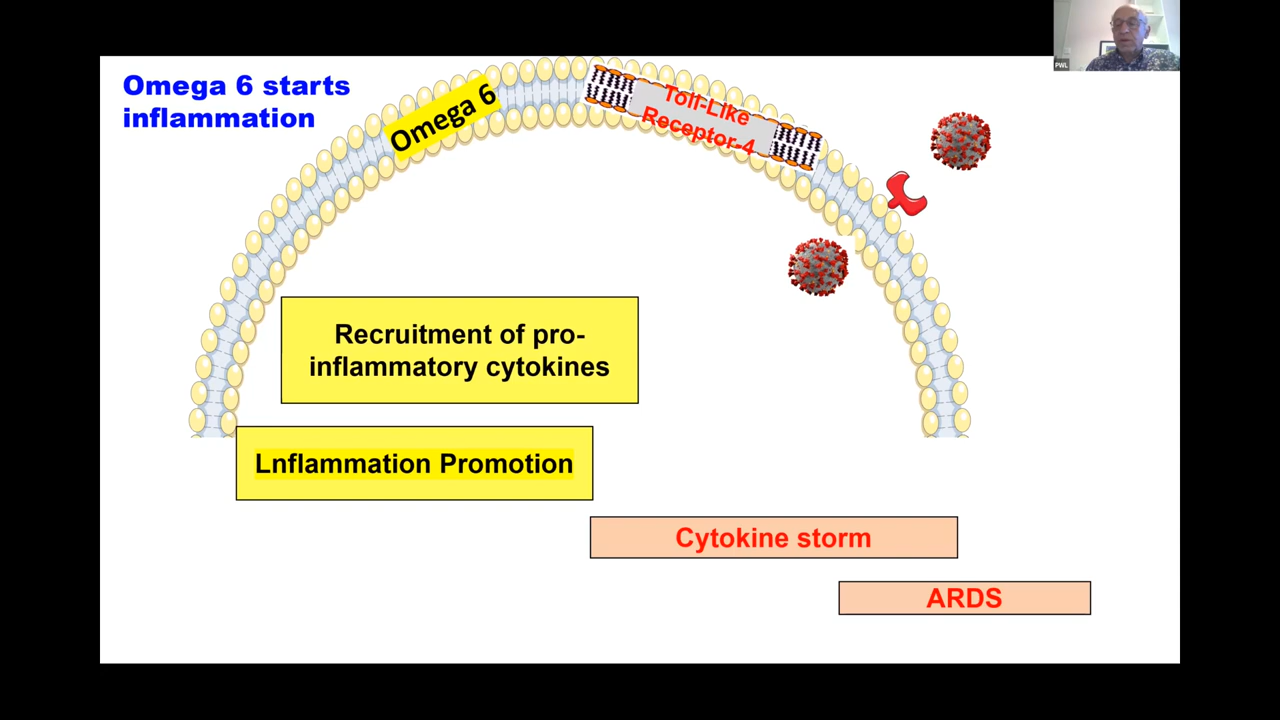 Omega 6 starts
inflammation
Omega 6
Toll-Like
Receptor-4
PWL
Recruitment of pro-
inflammatory cytokines
Lnflammation Promotion
Cytokine storm
ARDS